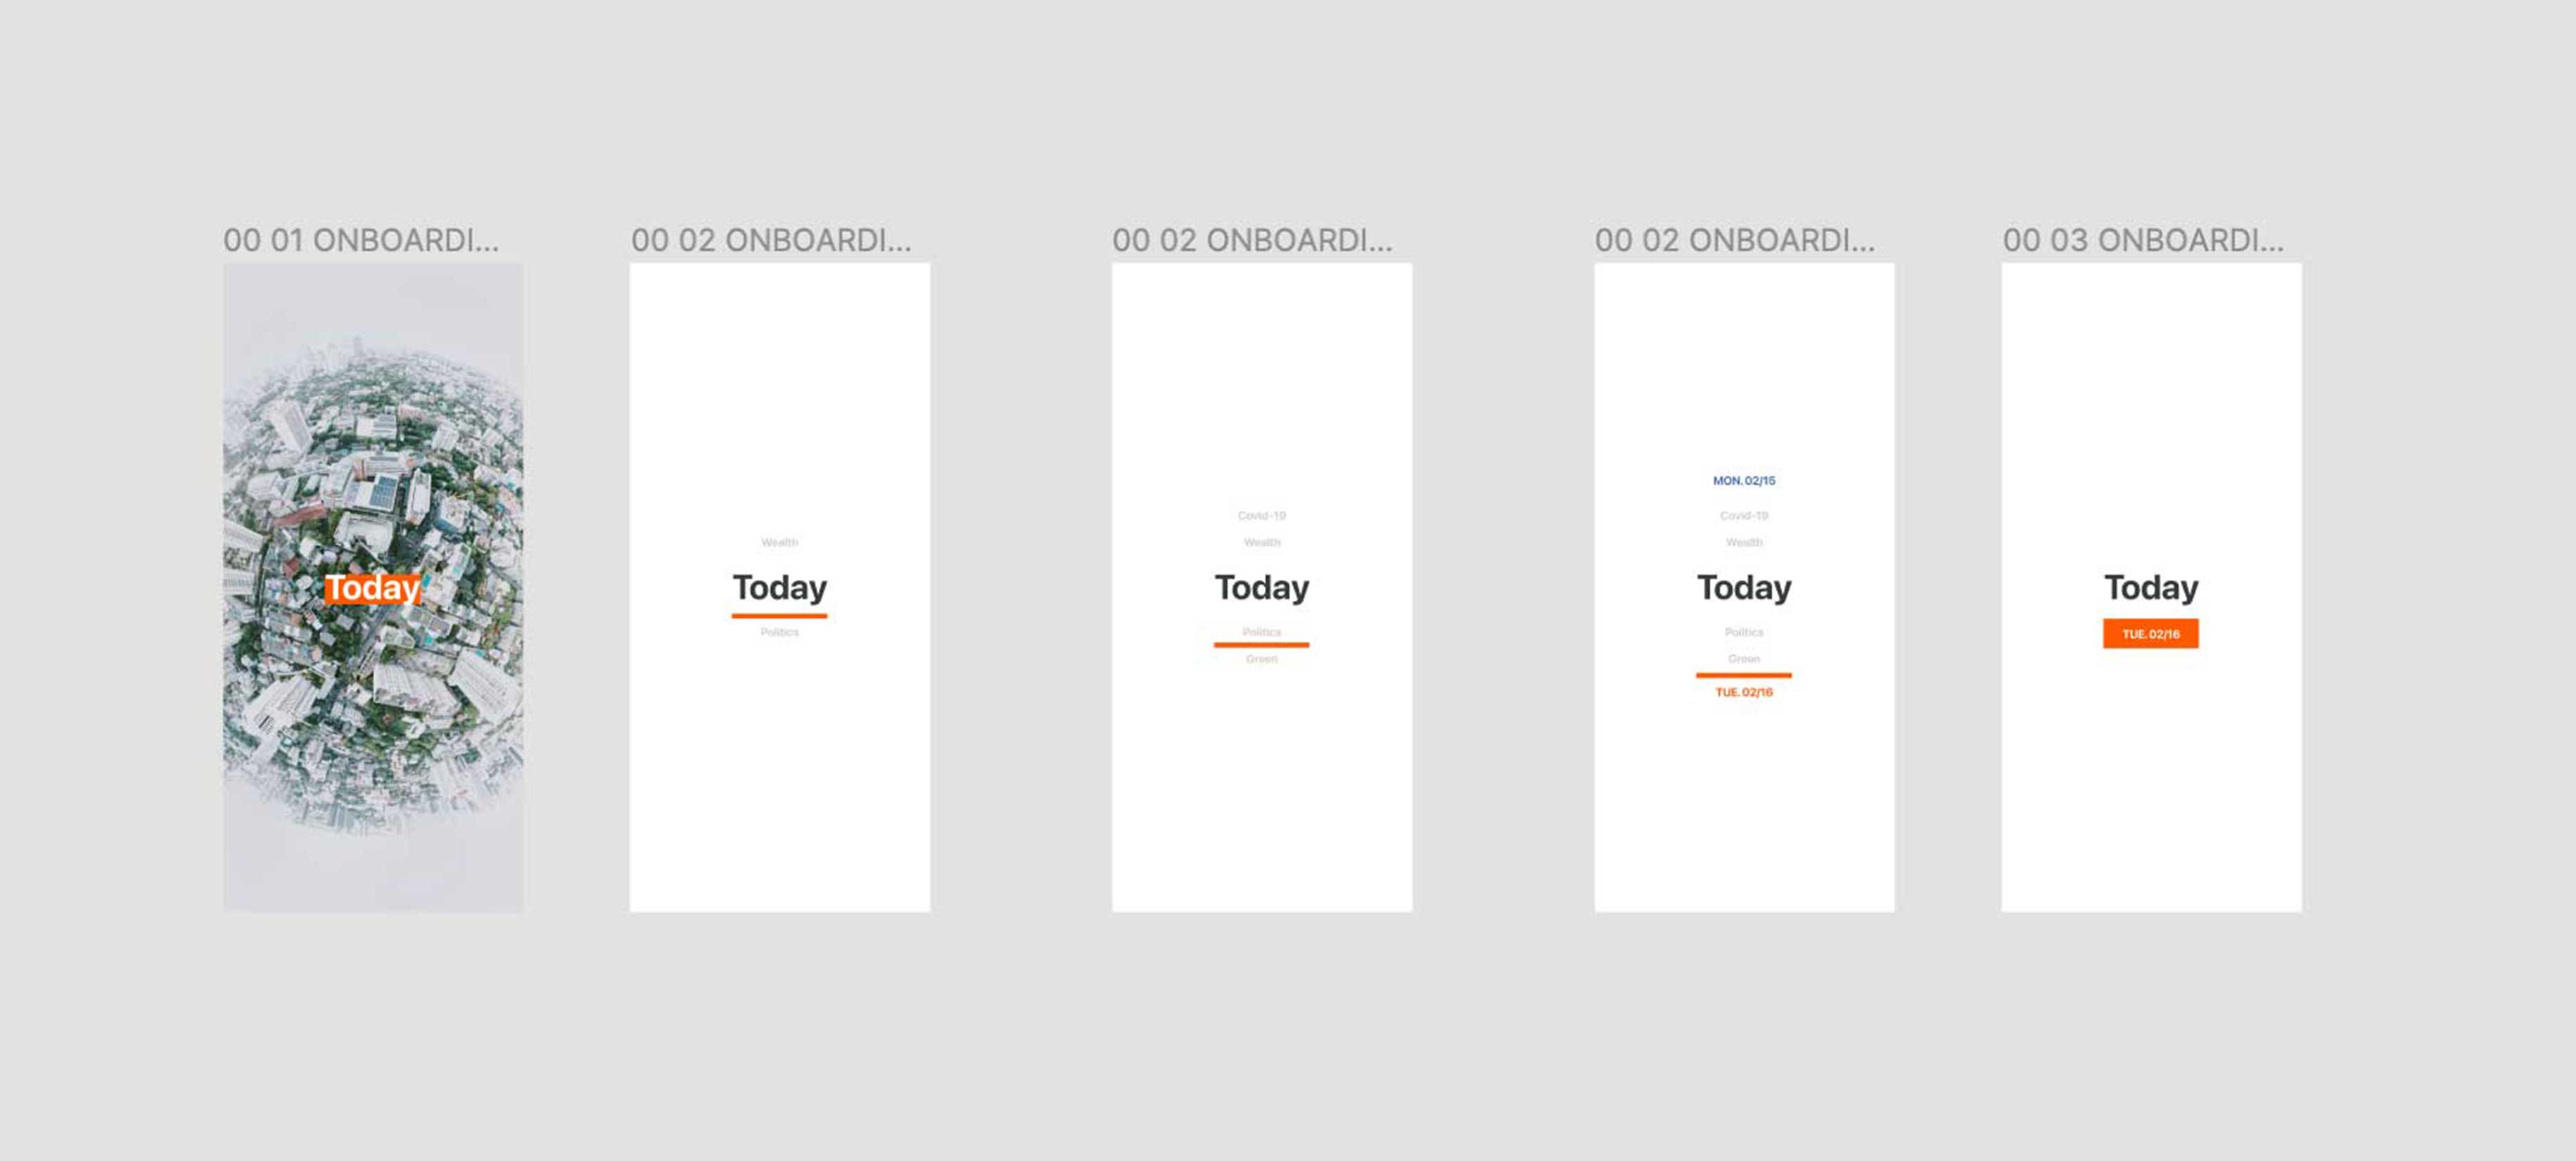 00 01 ONBOARDI...
Today
00 02 ONBOARDI...
Wealth
Today
Politics
00 02 ONBOARDI...
Covid-19
Wealth
Today
Politics
Green
00 02 ONBOARDI...
MON. 02/15
Covid-19
Wealth
Today
Politics
Green
TUE. 02/16
00 03 ONBOARDI...
Today
TUE. 02/16